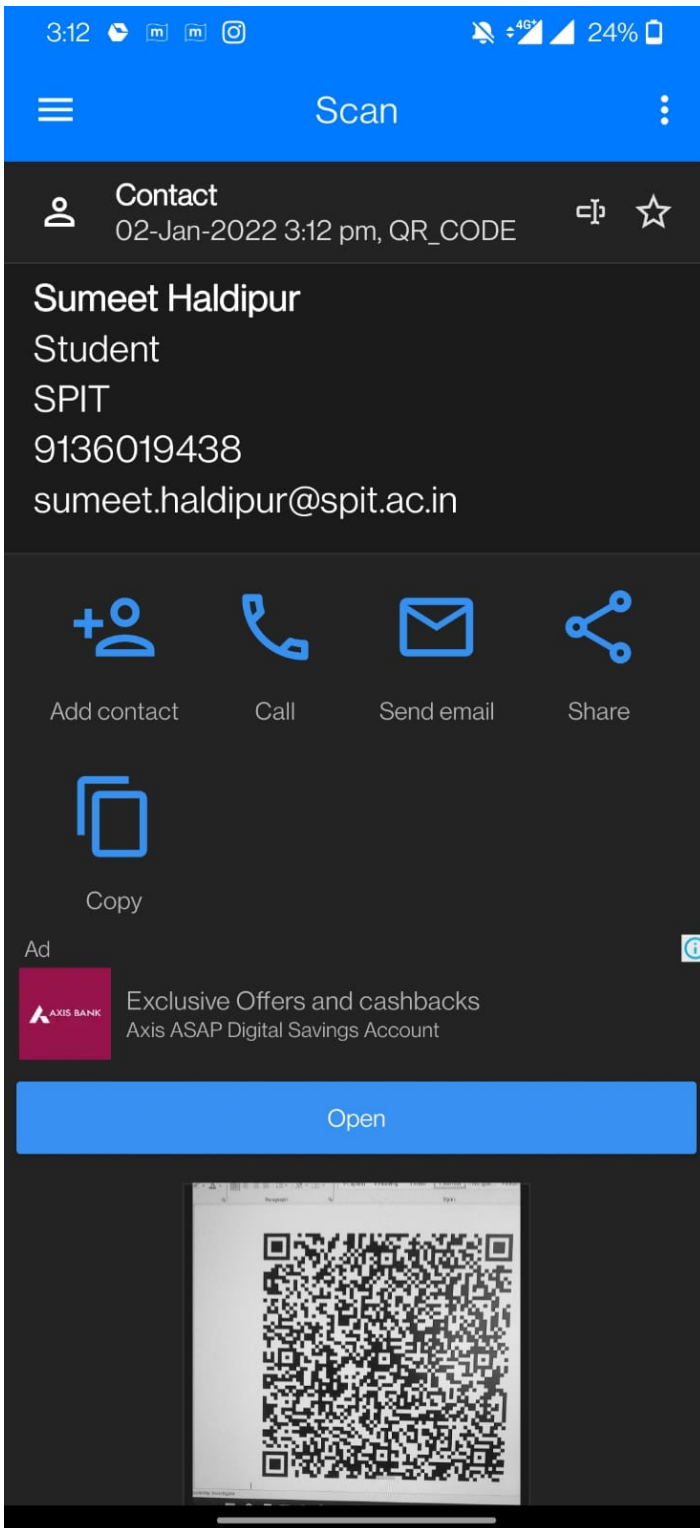 3:12 m m 4G+ 24%
Scan
Contact
02-Jan-2022 3:12 pm, QR_CODE
Sumeet Haldipur
Student
SPIT
9136019438
sumeet.haldipur@spit.ac.in
Add contact Call Send email Share
Copy
Ad
AXIS BANK
Exclusive Offers and cashbacks
Axis ASAP Digital Savings Account
Open
Paragraph